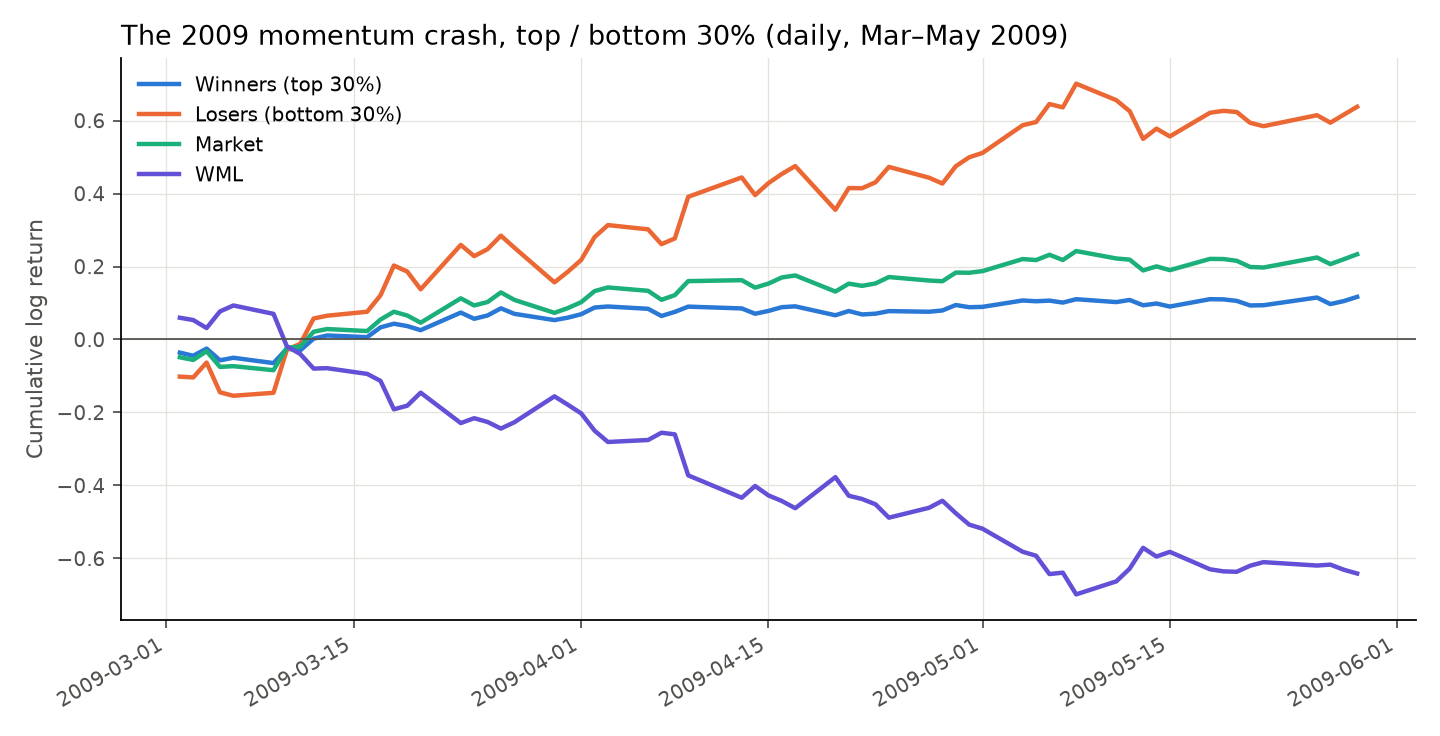 The 2009 momentum crash, top / bottom 30% (daily, Mar–May 2009)
Winners (top 30%)
Losers (bottom 30%)
Market
WML
Cumulative log return
0.6
0.4
0.2
0.0
−0.2
−0.4
−0.6
2009-03-01
2009-03-15
2009-04-01
2009-04-15
2009-05-01
2009-05-15
2009-06-01